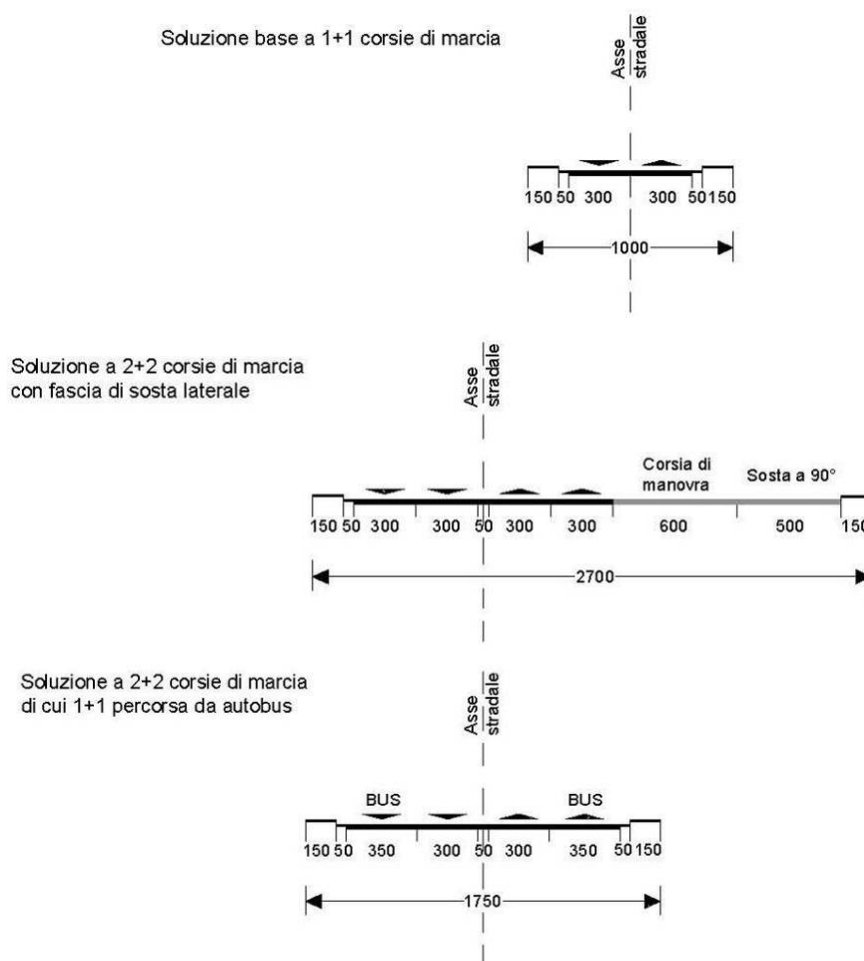 Soluzione base a 1+1 corsie di marcia
Asse
stradale
150 50 300 300 50 150
1000
Soluzione a 2+2 corsie di marcia
con fascia di sosta laterale
Asse
stradale
Corsia di
manovra
Sosta a 90°
150 50 300 300 50 300 300 600 500 150
2700
Soluzione a 2+2 corsie di marcia
di cui 1+1 percorsa da autobus
Asse
stradale
BUS BUS
150 50 350 300 50 300 350 50 150
1750